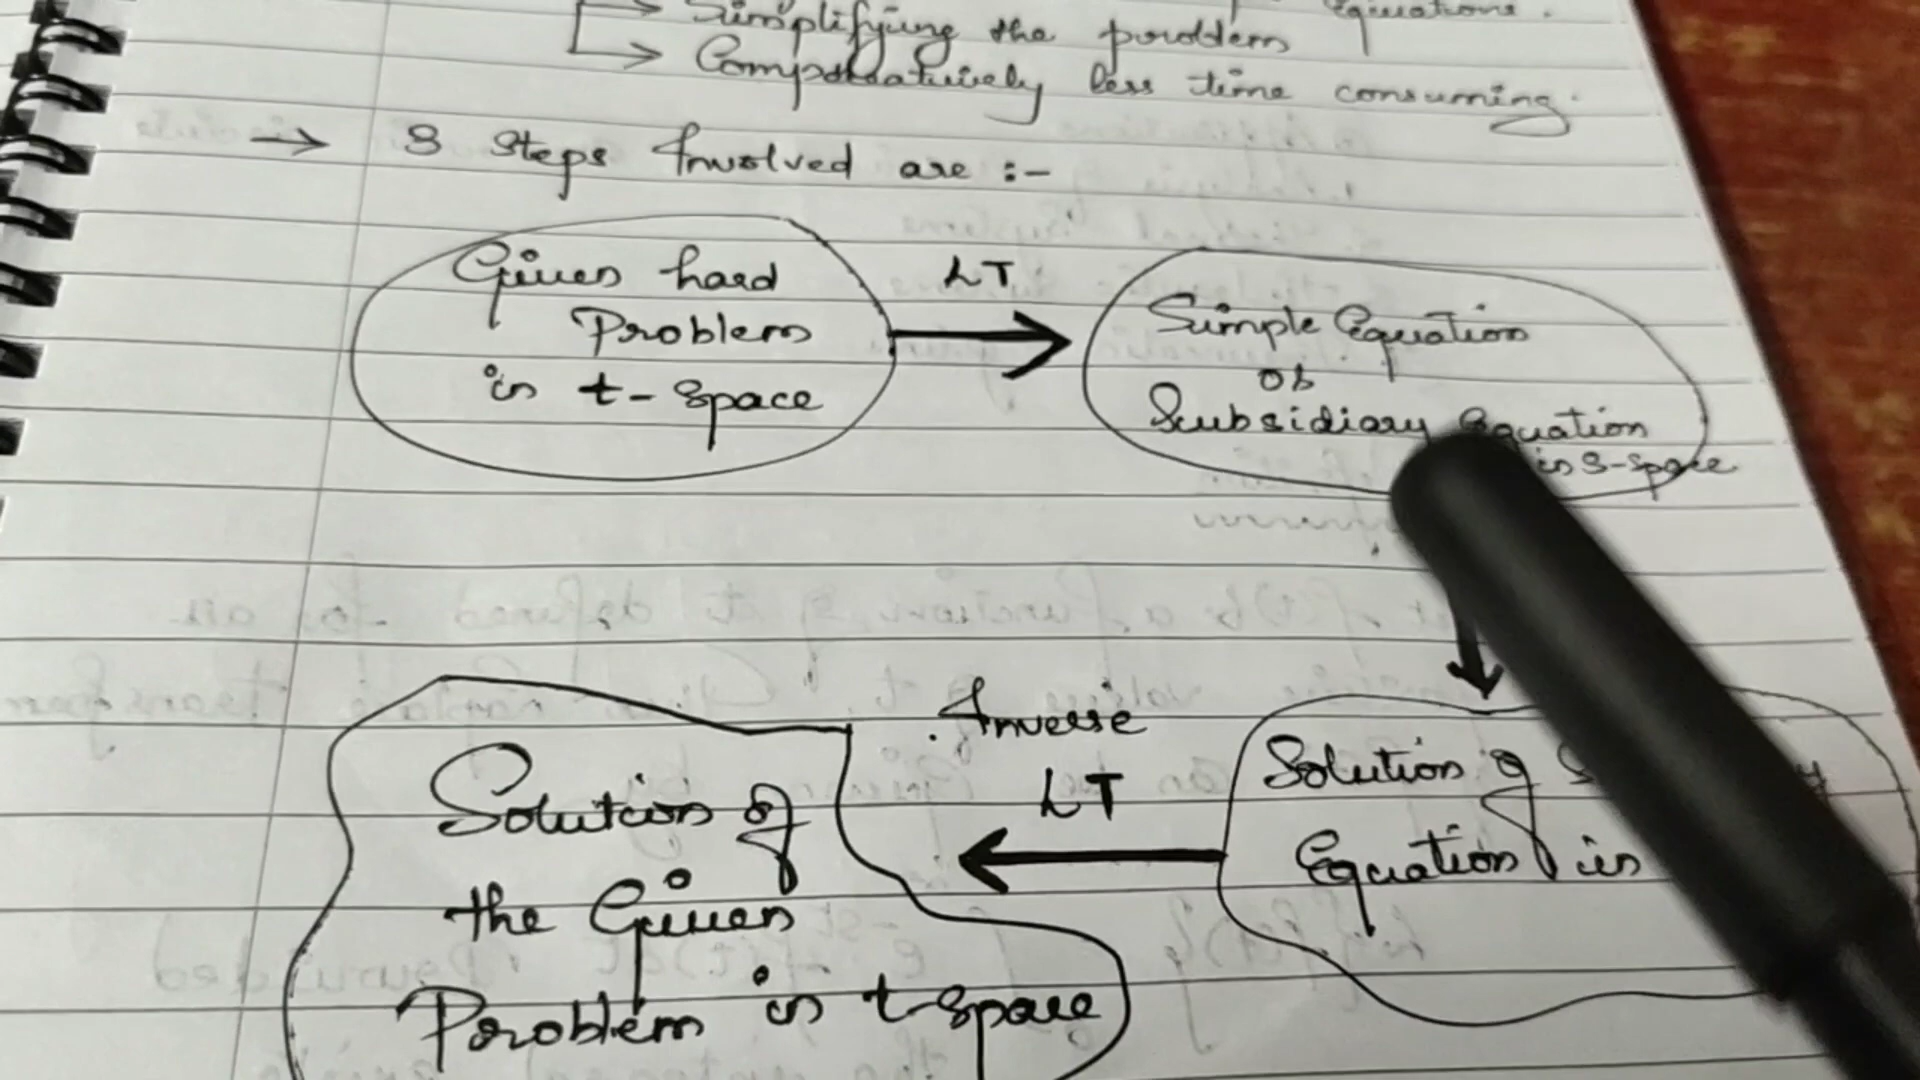 Simplifying the problem equations.
Comparatively less time consuming.
→ 3 Steps Involved are :-
Given hard
Problem
in t-space
LT
Simple Equation
or
Subsidiary Equation
in S-space
Inverse
LT
Solution of
Equation in
Solution of
the Given
Problem in t-space